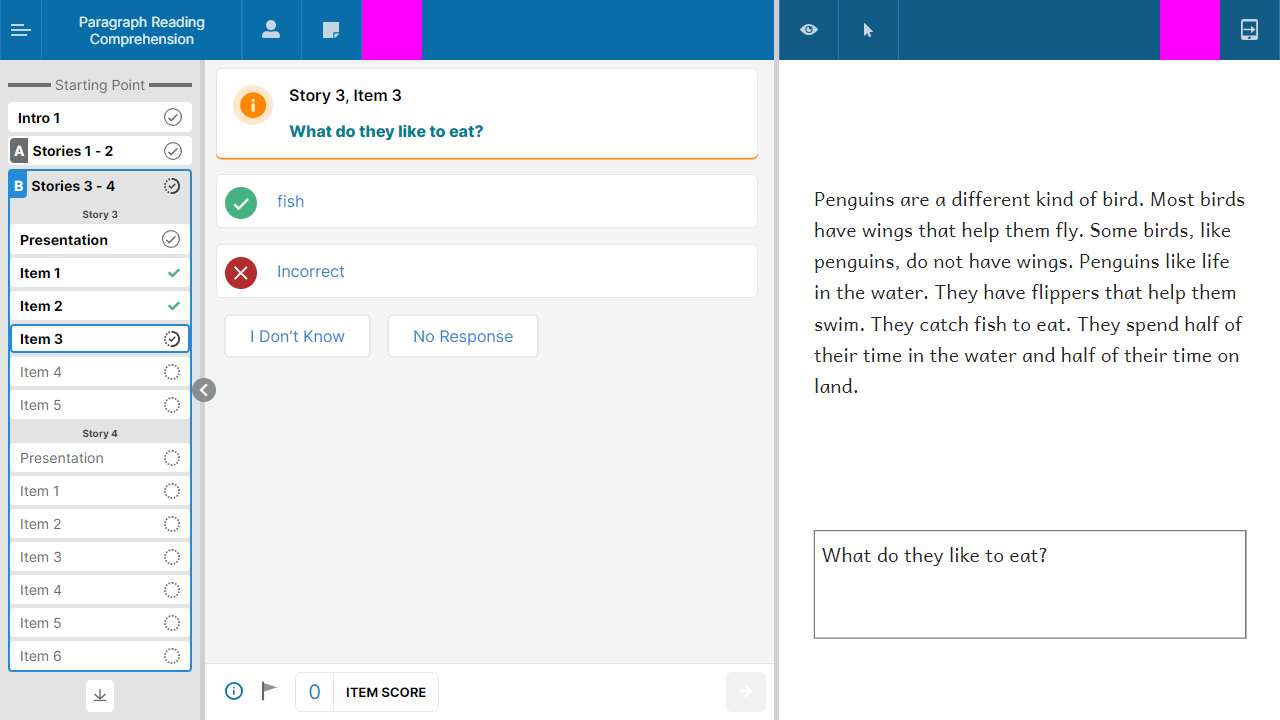 Paragraph Reading
Comprehension
Starting Point
Intro 1
A Stories 1 - 2
B Stories 3 - 4
Story 3
Presentation
Item 1
Item 2
Item 3
Item 4
Item 5
Story 4
Presentation
Item 1
Item 2
Item 3
Item 4
Item 5
Item 6
Story 3, Item 3
What do they like to eat?
fish
Incorrect
I Don’t Know
No Response
0 ITEM SCORE
Penguins are a different kind of bird. Most birds
have wings that help them fly. Some birds, like
penguins, do not have wings. Penguins like life
in the water. They have flippers that help them
swim. They catch fish to eat. They spend half of
their time in the water and half of their time on
land.
What do they like to eat?